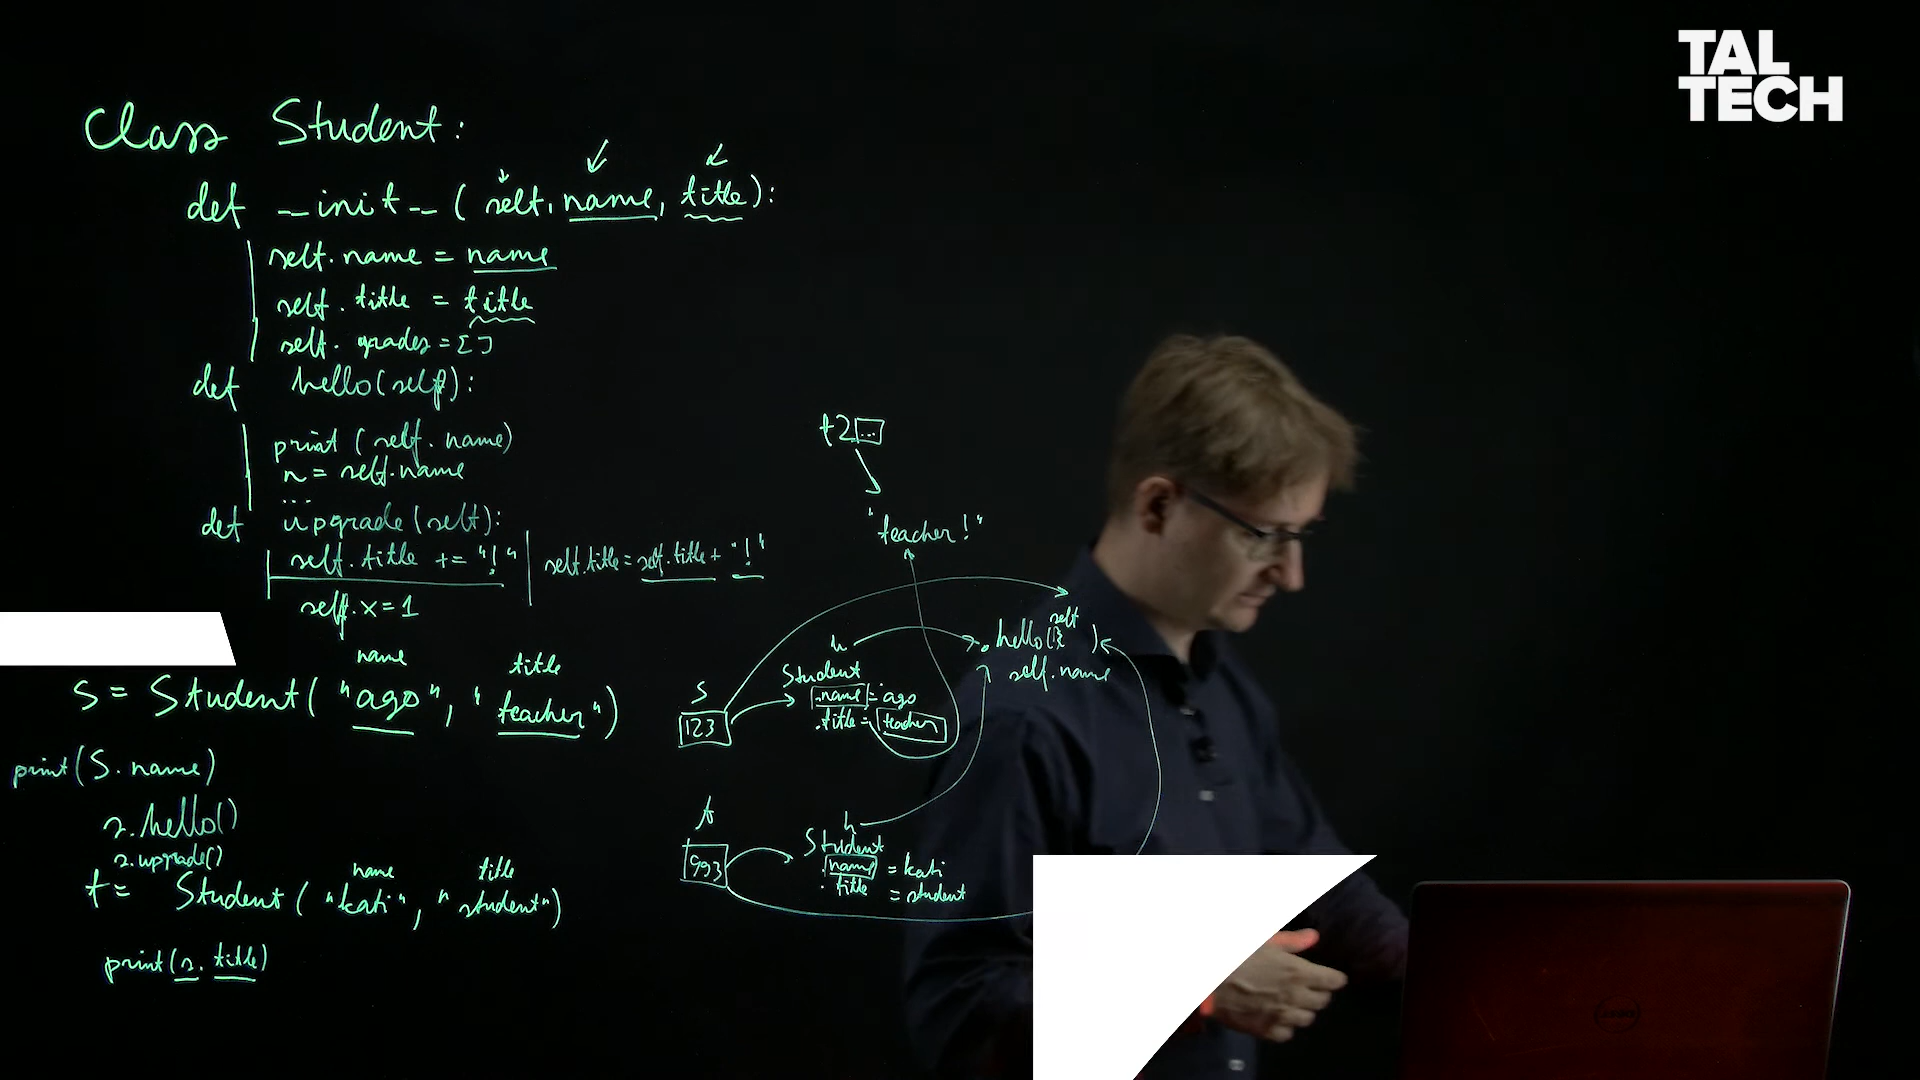 TAL
TECH
class Student:
def _init_ (self, name, title):
self.name = name
self.title = title
self.grades = []
def hello(self):
print (self.name)
n = self.name
...
def upgrade(self):
self.title += "!" self.title = self.title + "!"
self.x = 1
name title
s = Student( "ago", "teacher")
print(s.name)
s.hello()
s.upgrade()
name title
t = Student( "kati", "student")
print(s.title)
t2 ...
"teacher!"
self
h .hello( )
self.name
Student
s .name = ago
123 .title = teacher
t h
Student
993 .name = kati
.title = student